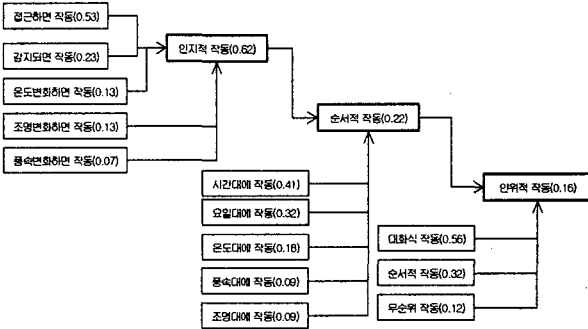 접근하면 작동(0.53)
감지되면 작동(0.23)
온도변화하면 작동(0.13)
조명변화하면 작동(0.13)
풍속변화하면 작동(0.07)
인지적 작동(0.62)
순서적 작동(0.22)
시간대에 작동(0.41)
요일대에 작동(0.32)
온도대에 작동(0.18)
풍속대에 작동(0.09)
조명대에 작동(0.09)
인위적 작동(0.16)
대화식 작동(0.56)
순서적 작동(0.32)
무순위 작동(0.12)